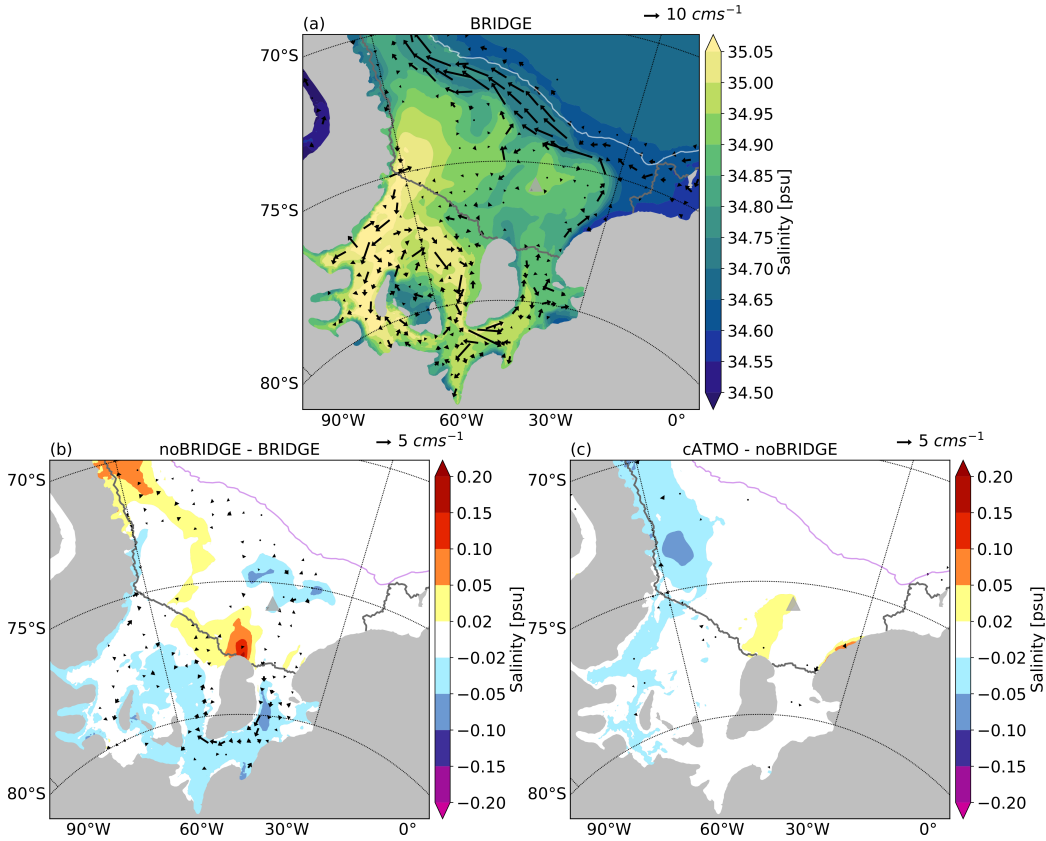 (a)
BRIDGE
10 cms⁻¹
70°S
75°S
80°S
90°W
60°W
30°W
0°
35.05
35.00
34.95
34.90
34.85
34.80
34.75
34.70
34.65
34.60
34.55
34.50
Salinity [psu]
(b)
noBRIDGE - BRIDGE
5 cms⁻¹
70°S
75°S
80°S
90°W
60°W
30°W
0°
0.20
0.15
0.10
0.05
0.02
−0.02
−0.05
−0.10
−0.15
−0.20
Salinity [psu]
(c)
cATMO - noBRIDGE
5 cms⁻¹
70°S
75°S
80°S
90°W
60°W
30°W
0°
0.20
0.15
0.10
0.05
0.02
−0.02
−0.05
−0.10
−0.15
−0.20
Salinity [psu]